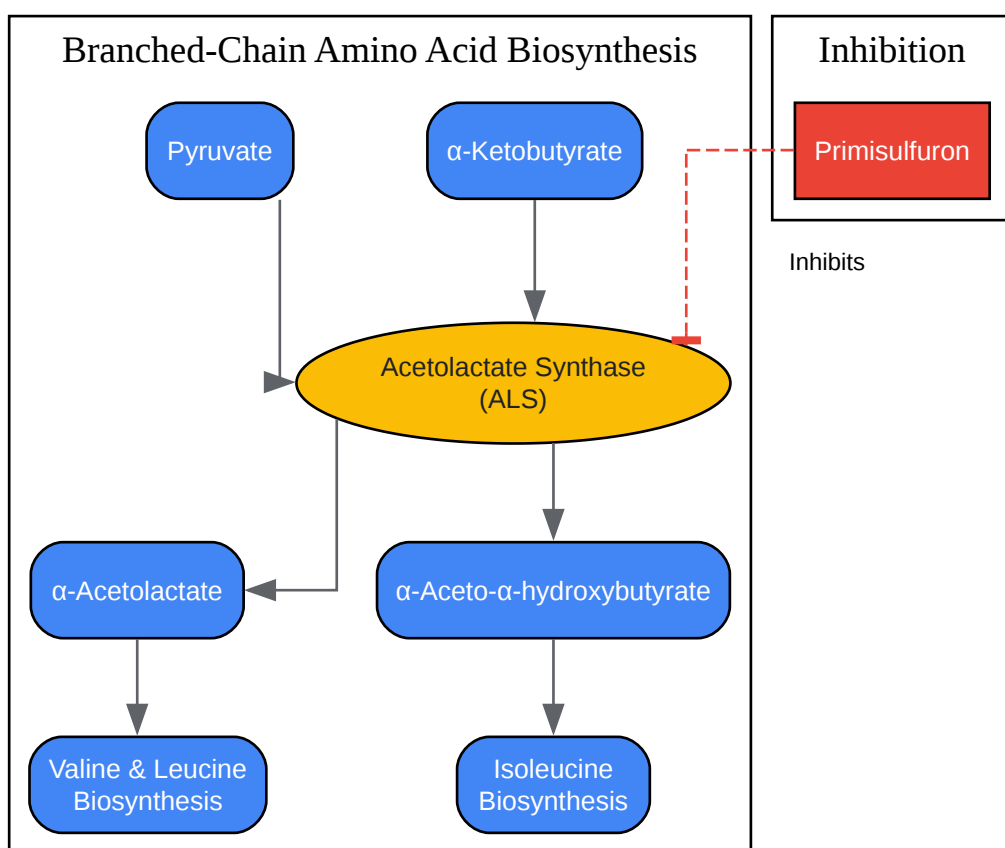 Branched-Chain Amino Acid Biosynthesis
Inhibition
Pyruvate
α-Ketobutyrate
Primisulfuron
Inhibits
Acetolactate Synthase
(ALS)
α-Acetolactate
α-Aceto-α-hydroxybutyrate
Valine & Leucine
Biosynthesis
Isoleucine
Biosynthesis